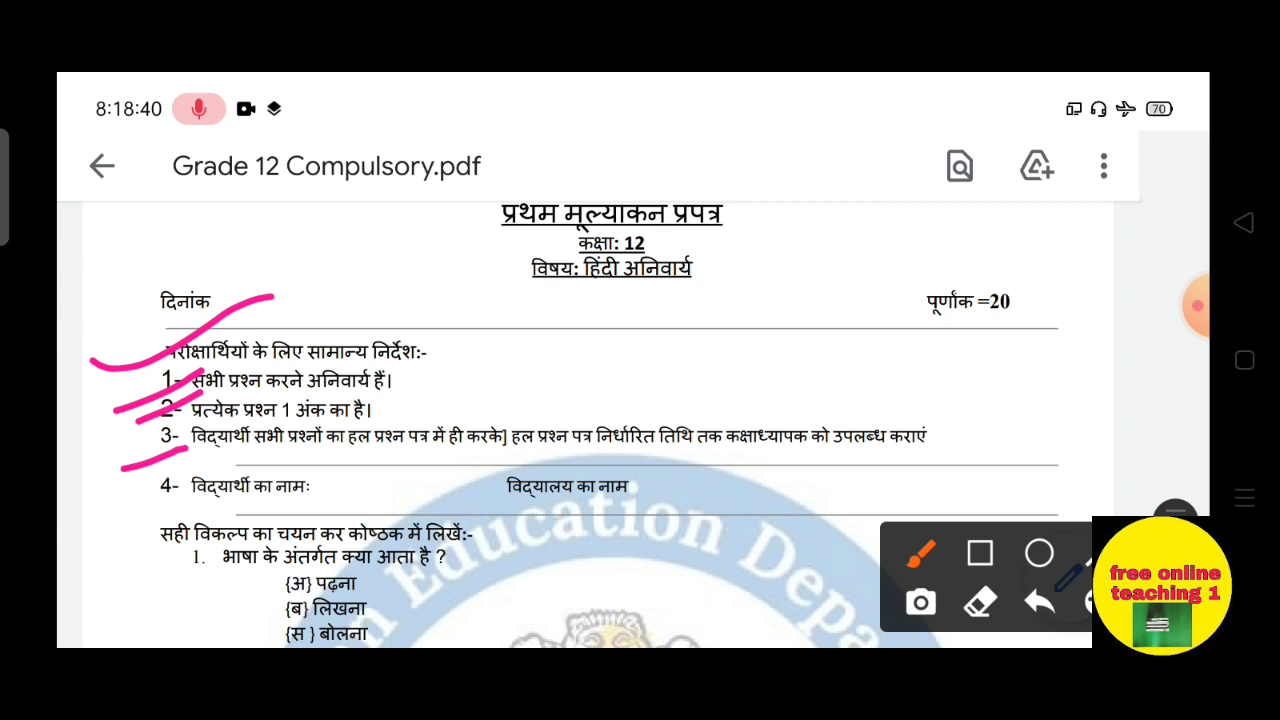 8:18:40 70
Grade 12 Compulsory.pdf
प्रथम मूल्यांकन प्रपत्र
कक्षा: 12
विषय: हिंदी अनिवार्य
दिनांक पूर्णांक =20
परीक्षार्थियों के लिए सामान्य निर्देश:-
1- सभी प्रश्न करने अनिवार्य हैं।
2- प्रत्येक प्रश्न 1 अंक का है।
3- विद्यार्थी सभी प्रश्नों का हल प्रश्न पत्र में ही करके] हल प्रश्न पत्र निर्धारित तिथि तक कक्षाध्यापक को उपलब्ध कराएं
4- विद्यार्थी का नामः विद्यालय का नाम
सही विकल्प का चयन कर कोष्ठक में लिखें:-
1. भाषा के अंतर्गत क्या आता है ?
{अ} पढ़ना
{ब} लिखना
{स } बोलना
Education
free online
teaching 1